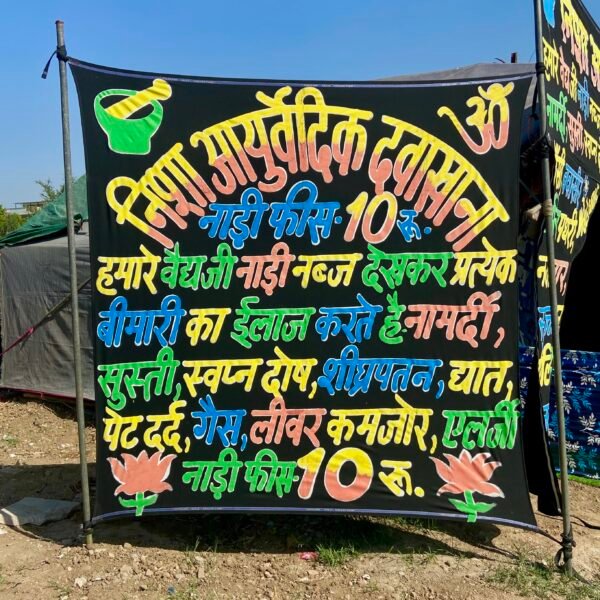 ॐ
निशा आयुर्वेदिक दवाखाना
नाड़ी फीस- 10 रू.
हमारे वैद्यजी नाड़ी नब्ज देखकर प्रत्येक
बीमारी का ईलाज करते है नामर्दी,
सुस्ती, स्वप्न दोष, शीघ्रपतन, धात,
पेट दर्द, गैस, लीवर कमजोर, एलर्जी
नाड़ी फीस- 10 रू.